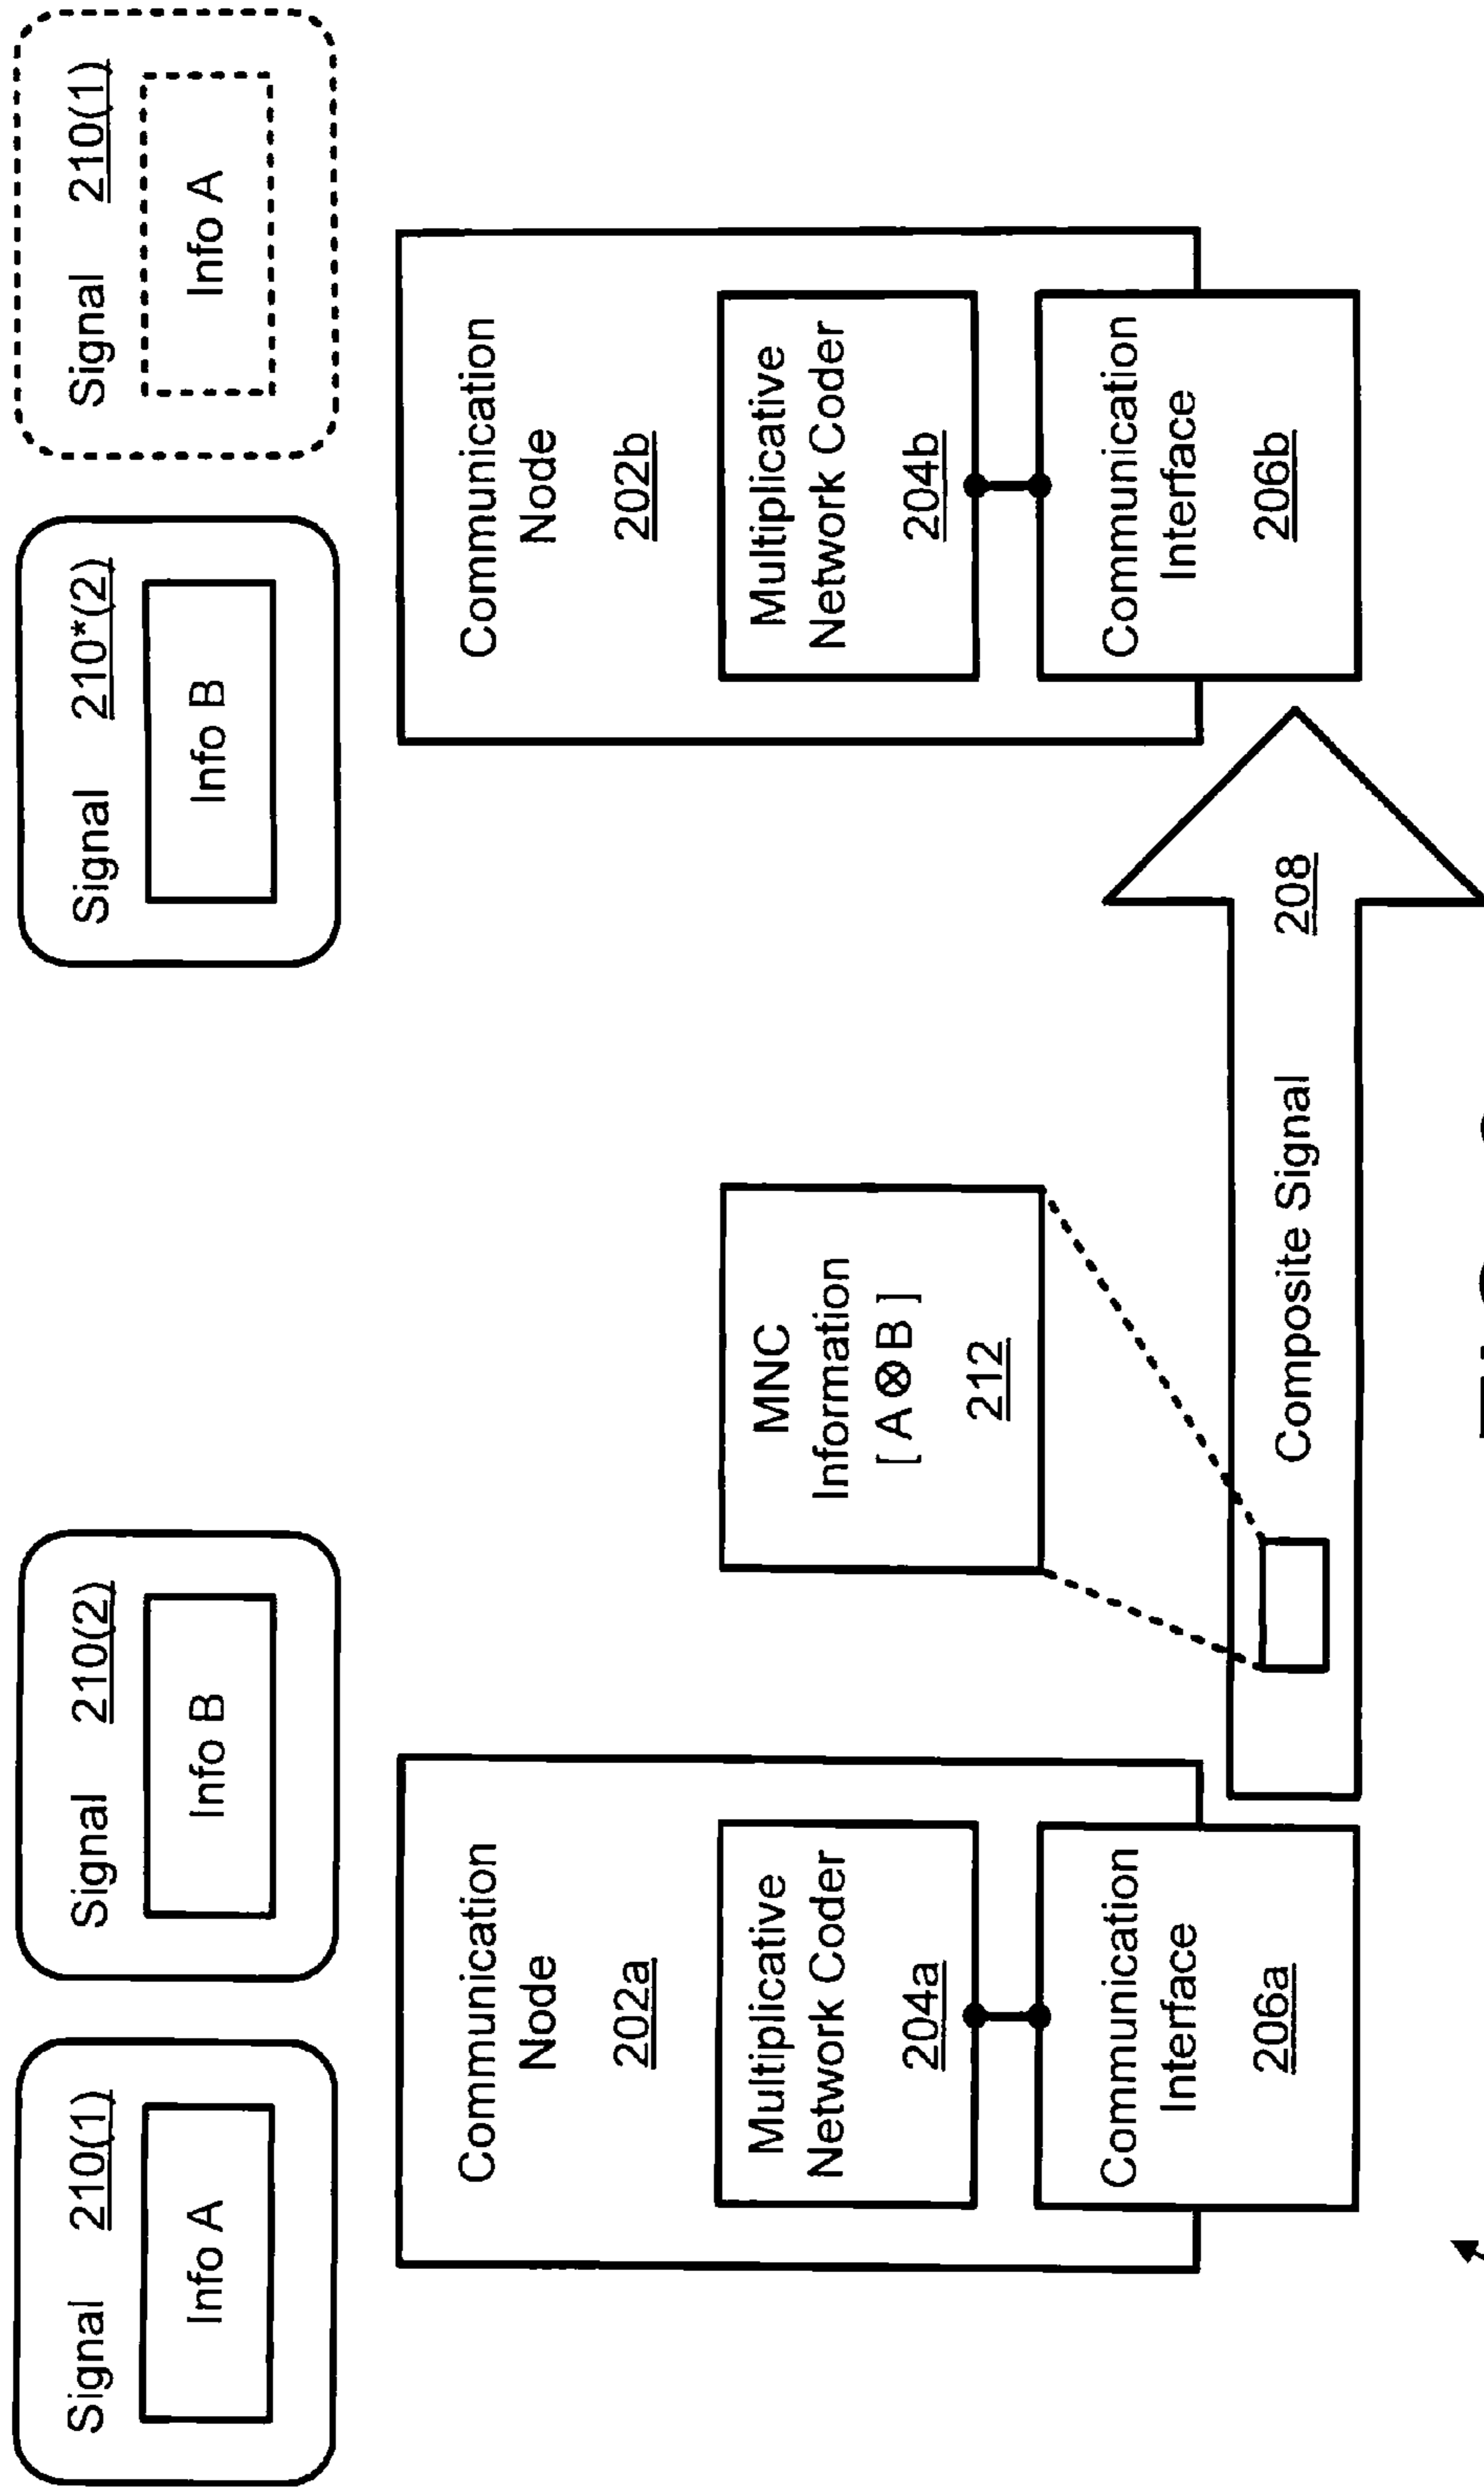 Signal 210(1)
Info A
Signal 210(2)
Info B
Signal 210*(2)
Info B
Signal 210(1)
Info A
Communication
Node
202a
Multiplicative
Network Coder
204a
Communication
Interface
206a
MNC
Information
[ A ⊗ B ]
212
Composite Signal 208
Communication
Node
202b
Multiplicative
Network Coder
204b
Communication
Interface
206b